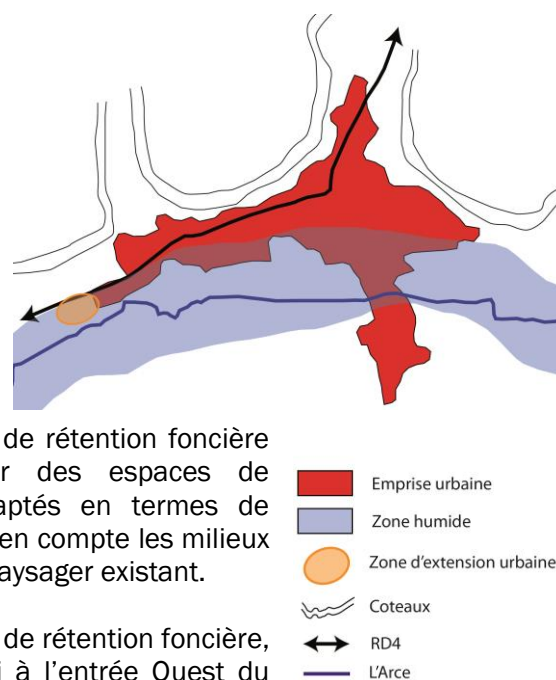 de rétention foncière
r des espaces de
aptés en termes de
en compte les milieux
aysager existant.
de rétention foncière,
i à l'entrée Ouest du
Emprise urbaine
Zone humide
Zone d'extension urbaine
Coteaux
RD4
L'Arce